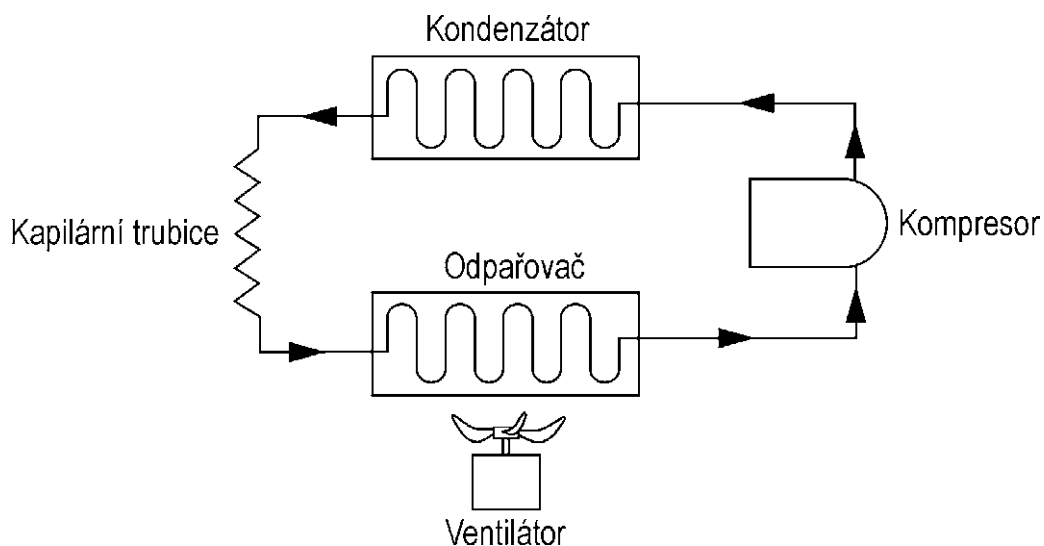 Kondenzátor
Kapilární trubice
Kompresor
Odpařovač
Ventilátor